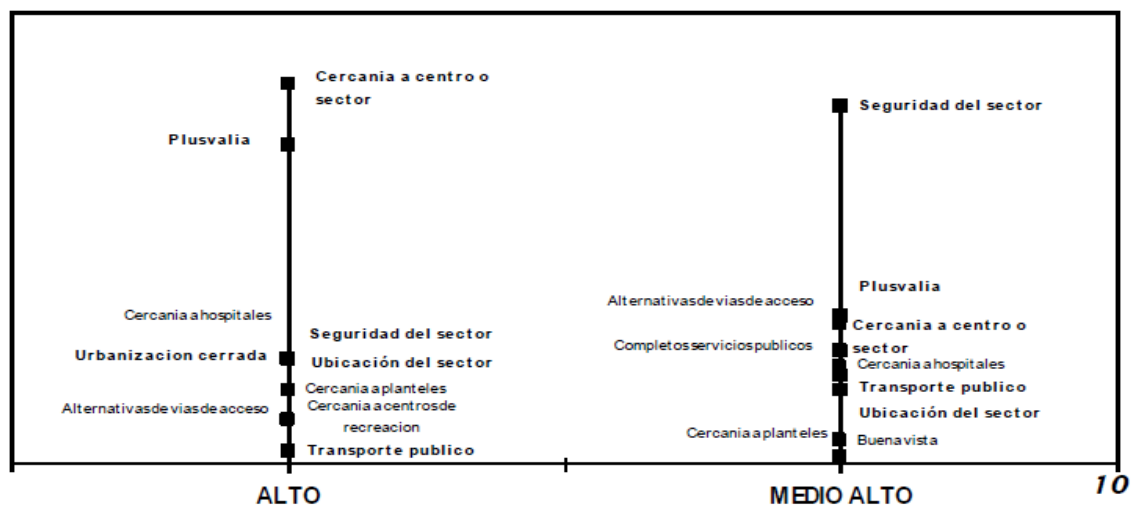 Cercania a centro o
sector
Plusvalia
Cercania a hospitales
Seguridad del sector
Urbanizacion cerrada
Ubicación del sector
Cercania a planteles
Alternativas de vias de acceso
Cercania a centros de
recreacion
Transporte publico
ALTO
Seguridad del sector
Plusvalia
Alternativas de vias de acceso
Cercania a centro o
sector
Completos servicios publicos
Cercania a hospitales
Transporte publico
Ubicación del sector
Cercania a planteles
Buena vista
MEDIO ALTO
10